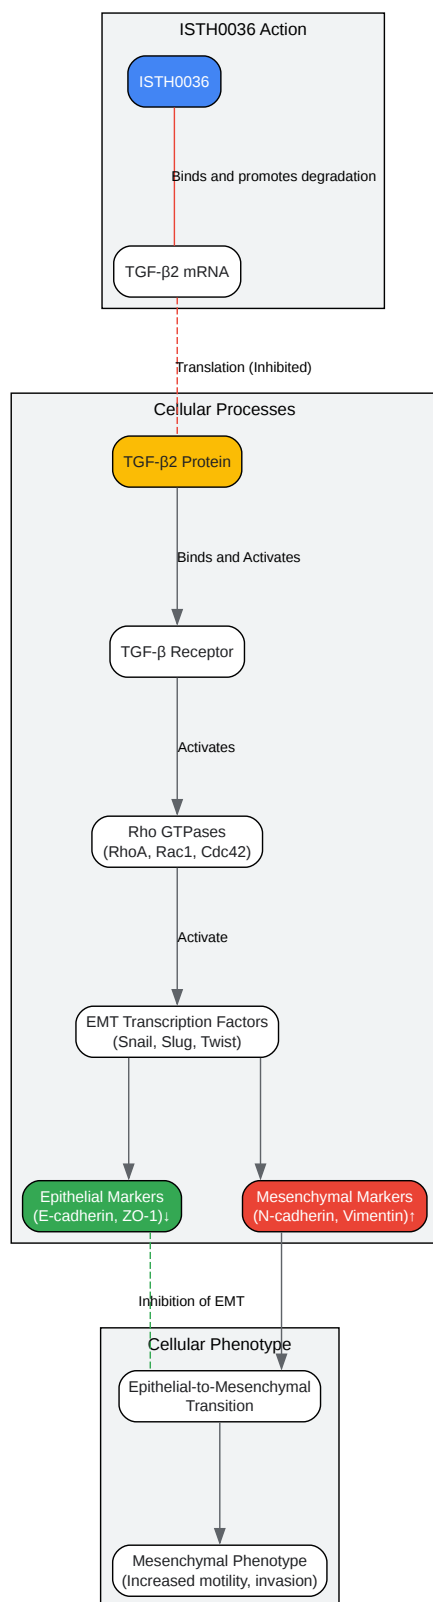 ISTH0036 Action
ISTH0036
Binds and promotes degradation
TGF-β2 mRNA
Translation (Inhibited)
Cellular Processes
TGF-β2 Protein
Binds and Activates
TGF-β Receptor
Activates
Rho GTPases
(RhoA, Rac1, Cdc42)
Activate
EMT Transcription Factors
(Snail, Slug, Twist)
Epithelial Markers
(E-cadherin, ZO-1)↓
Mesenchymal Markers
(N-cadherin, Vimentin)↑
Inhibition of EMT
Cellular Phenotype
Epithelial-to-Mesenchymal
Transition
Mesenchymal Phenotype
(Increased motility, invasion)